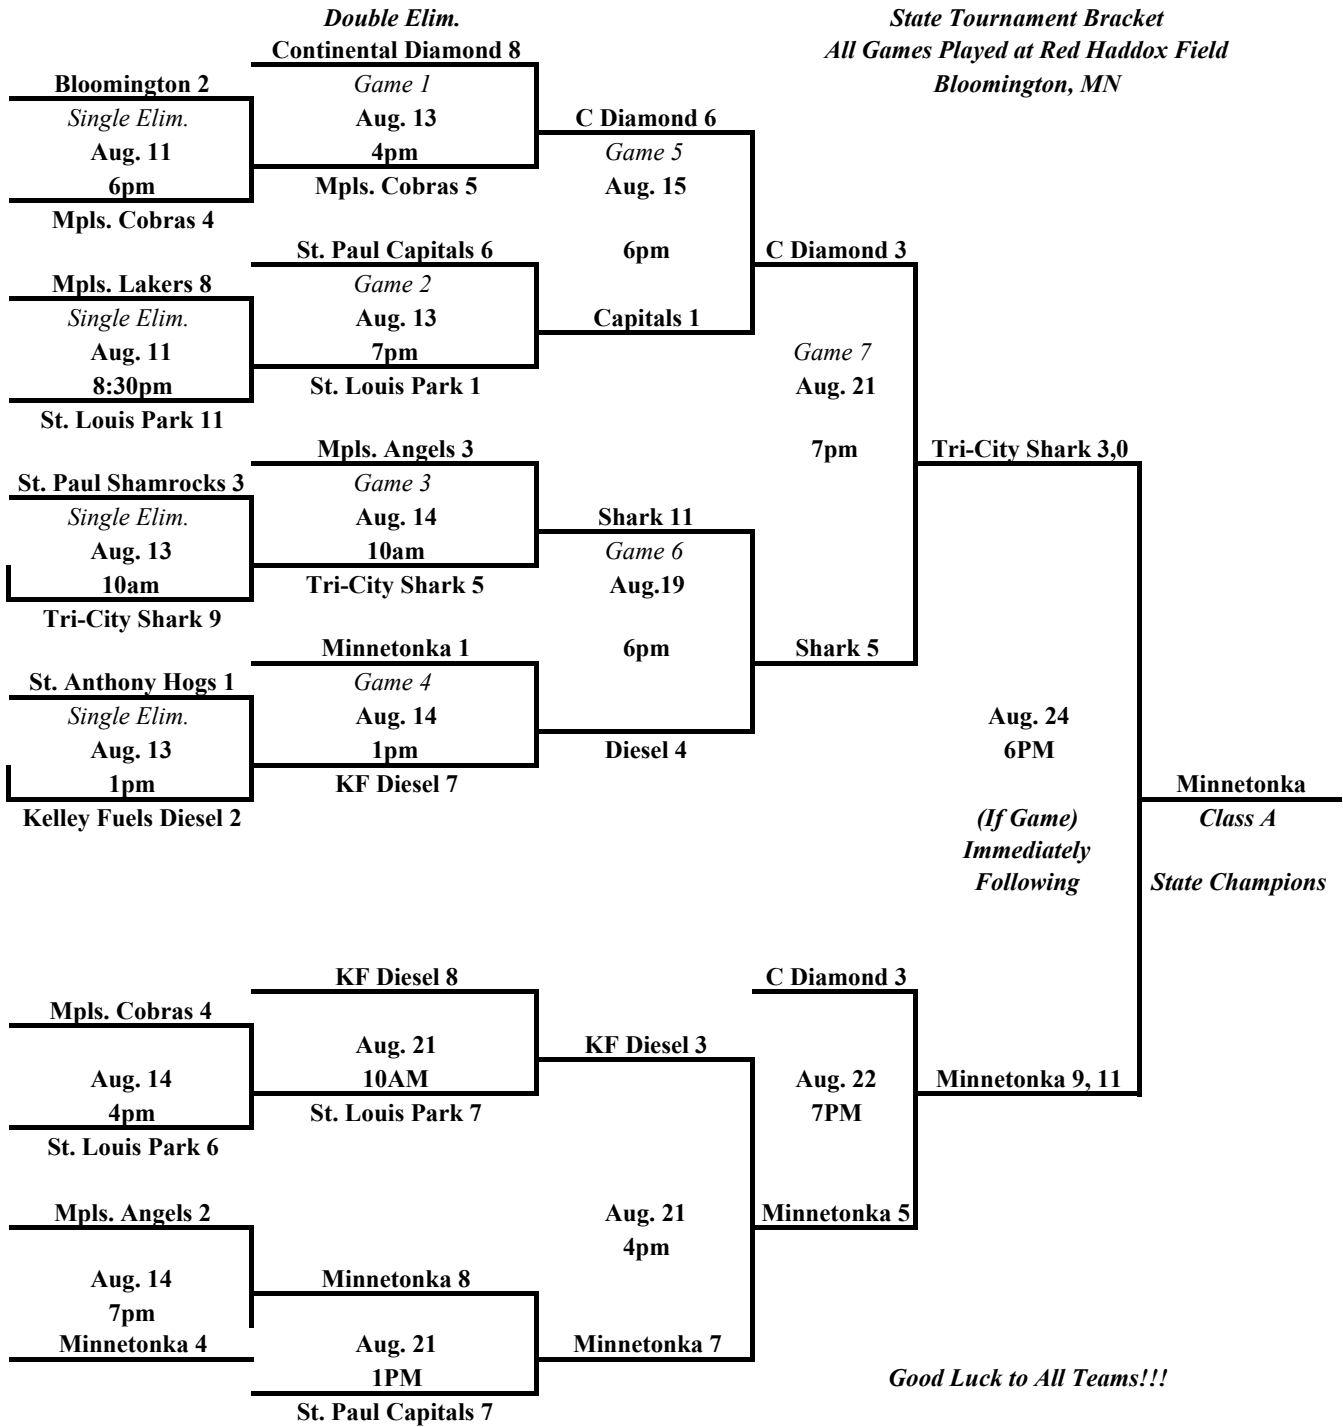 Double Elim.
State Tournament Bracket
Continental Diamond 8
All Games Played at Red Haddox Field
Bloomington 2
Game 1
Bloomington, MN
Single Elim.
Aug. 13
C Diamond 6
Aug. 11
4pm
Game 5
6pm
Mpls. Cobras 5
Aug. 15
Mpls. Cobras 4
St. Paul Capitals 6
6pm
C Diamond 3
Mpls. Lakers 8
Game 2
Single Elim.
Aug. 13
Capitals 1
Aug. 11
7pm
Game 7
8:30pm
St. Louis Park 1
Aug. 21
St. Louis Park 11
Mpls. Angels 3
7pm
Tri-City Shark 3,0
St. Paul Shamrocks 3
Game 3
Single Elim.
Aug. 14
Shark 11
Aug. 13
10am
Game 6
10am
Tri-City Shark 5
Aug.19
Tri-City Shark 9
Minnetonka 1
6pm
Shark 5
St. Anthony Hogs 1
Game 4
Single Elim.
Aug. 14
Aug. 24
Aug. 13
1pm
Diesel 4
6PM
1pm
KF Diesel 7
Minnetonka
Kelley Fuels Diesel 2
(If Game)
Class A
Immediately
Following
State Champions
KF Diesel 8
C Diamond 3
Mpls. Cobras 4
Aug. 21
KF Diesel 3
Aug. 14
10AM
Aug. 22
Minnetonka 9, 11
4pm
St. Louis Park 7
7PM
St. Louis Park 6
Mpls. Angels 2
Aug. 21
Minnetonka 5
4pm
Aug. 14
Minnetonka 8
7pm
Minnetonka 4
Aug. 21
Minnetonka 7
1PM
Good Luck to All Teams!!!
St. Paul Capitals 7